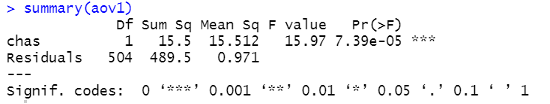 > summary(aov1)
Df Sum Sq Mean Sq F value Pr(>F)
chas 1 15.5 15.512 15.97 7.39e-05 ***
Residuals 504 489.5 0.971
---
Signif. codes: 0 ‘***’ 0.001 ‘**’ 0.01 ‘*’ 0.05 ‘.’ 0.1 ‘ ’ 1